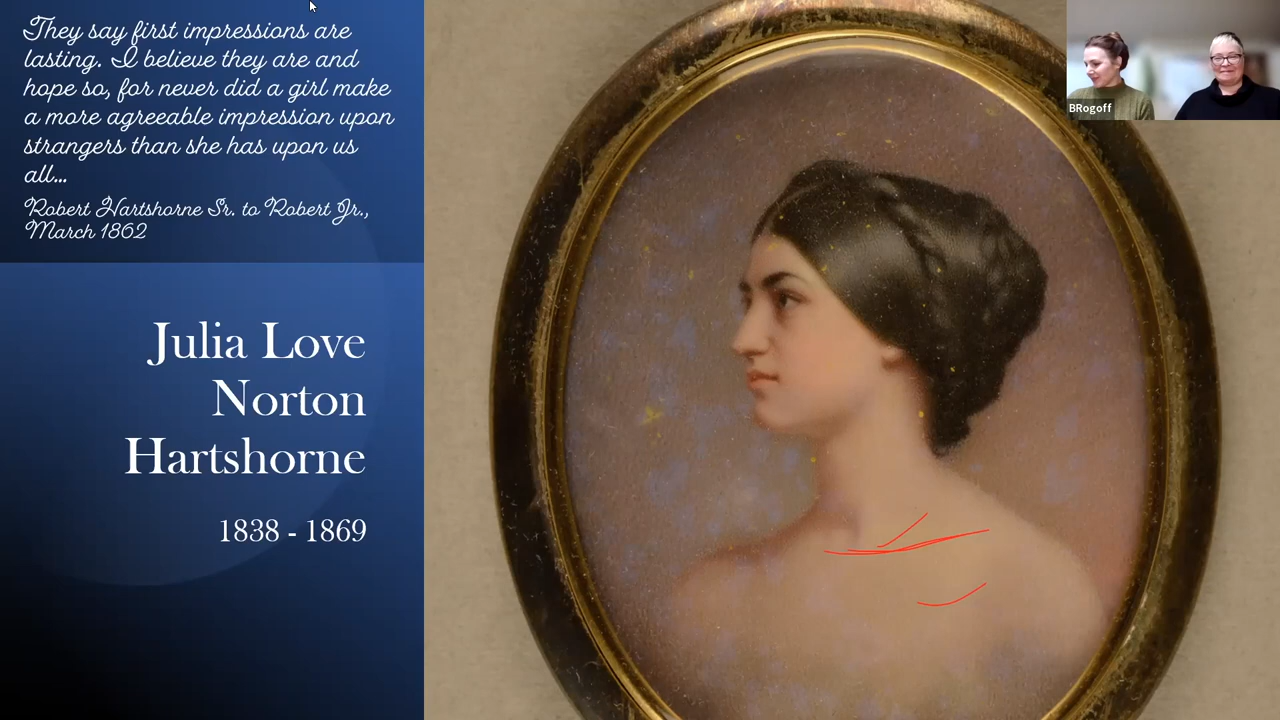 They say first impressions are
lasting. I believe they are and
hope so, for never did a girl make
a more agreeable impression upon
strangers than she has upon us
all...
Robert Hartshorne Sr. to Robert Jr.,
March 1862
Julia Love
Norton
Hartshorne
1838 - 1869
BRogoff